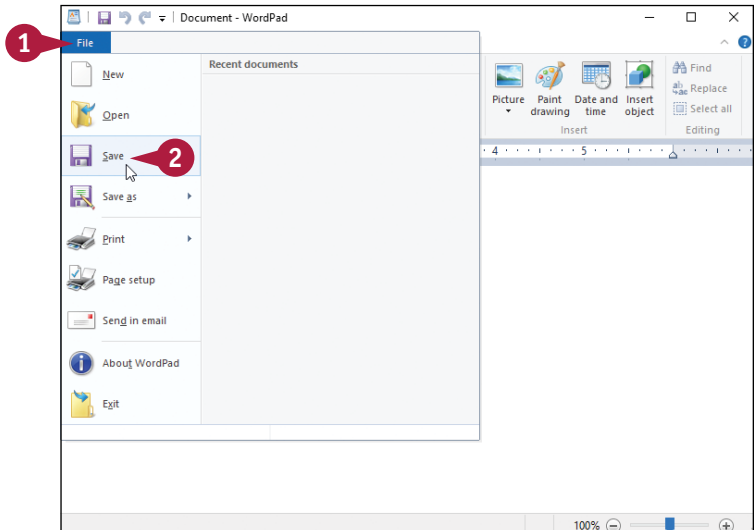 Document - WordPad
1
File
New
Open
Save
2
Save as
Print
Page setup
Send in email
About WordPad
Exit
Recent documents
Picture
Paint drawing
Date and time
Insert object
Insert
Find
Replace
Select all
Editing
4
5
100%